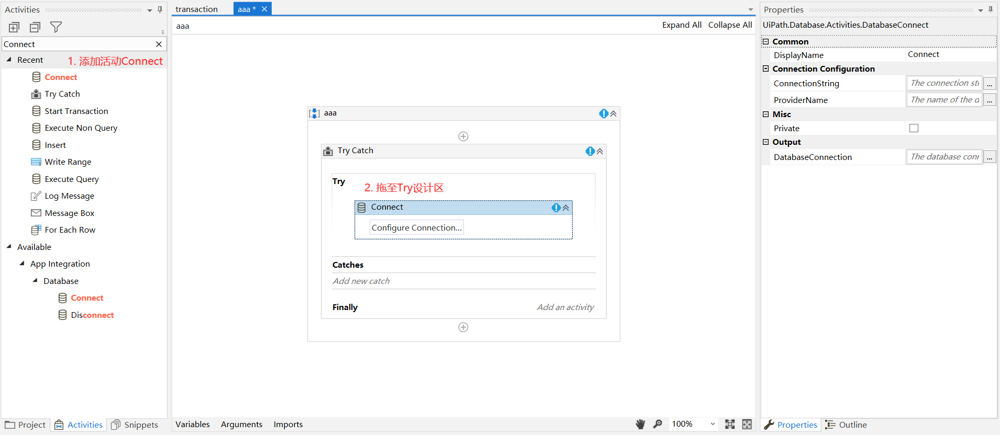 Activities
Connect
Recent
1. 添加活动Connect
Connect
Try Catch
Start Transaction
Execute Non Query
Insert
Write Range
Execute Query
Log Message
Message Box
For Each Row
Available
App Integration
Database
Connect
Disconnect
Project
Activities
Snippets
transaction
aaa *
aaa
Expand All
Collapse All
aaa
Try Catch
Try
2. 拖至Try设计区
Connect
Configure Connection...
Catches
Add new catch
Finally
Add an activity
Variables
Arguments
Imports
100%
Properties
UiPath.Database.Activities.DatabaseConnect
Common
DisplayName
Connect
Connection Configuration
ConnectionString
The connection sti
...
ProviderName
The name of the d
...
Misc
Private
Output
DatabaseConnection
The database conn
...
Properties
Outline